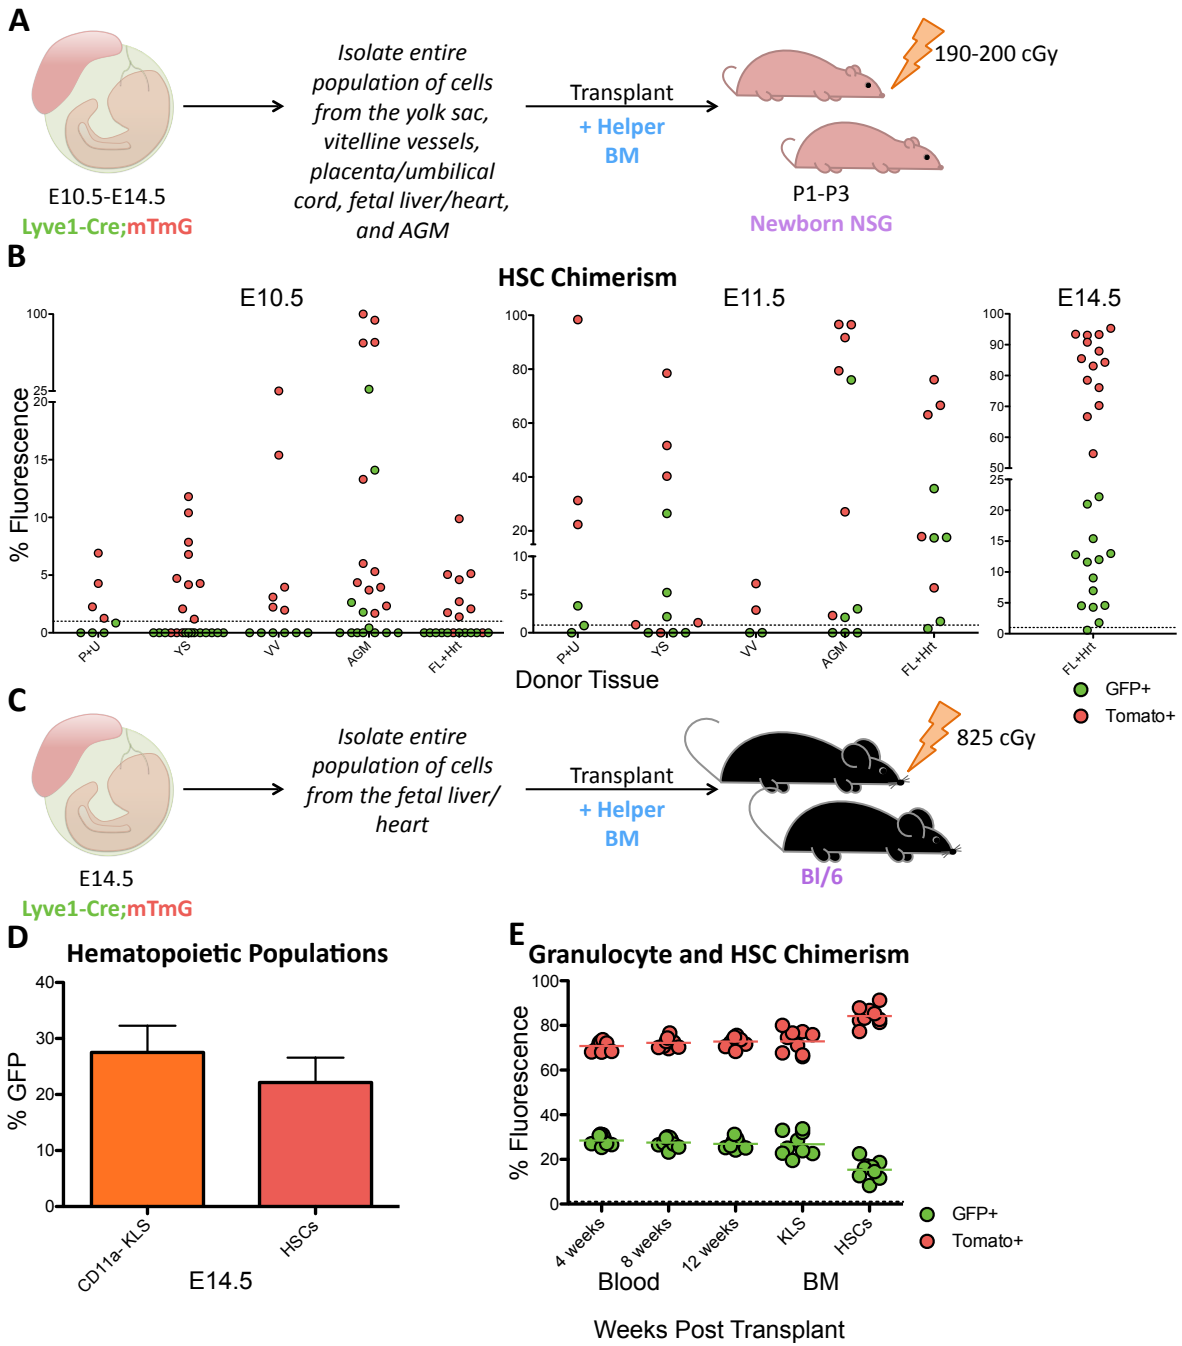 A
Isolate entire
population of cells
from the yolk sac,
vitelline vessels,
placenta/umbilical
cord, fetal liver/heart,
and AGM
Transplant
+ Helper
BM
190-200 cGy
E10.5-E14.5
Lyve1-Cre;mTmG
P1-P3
Newborn NSG
B
HSC Chimerism
E10.5
E11.5
E14.5
% Fluorescence
100
25
20
15
10
5
0
P+U
YS
VV
AGM
FL+Hrt
100
80
60
40
20
10
5
0
P+U
YS
VV
AGM
FL+Hrt
100
90
80
70
60
50
25
20
15
10
5
0
FL+Hrt
Donor Tissue
GFP+
Tomato+
C
Isolate entire
population of cells
from the fetal liver/
heart
Transplant
+ Helper
BM
825 cGy
E14.5
Lyve1-Cre;mTmG
Bl/6
D
Hematopoietic Populations
% GFP
40
30
20
10
0
CD11a- KLS
HSCs
E14.5
E
Granulocyte and HSC Chimerism
% Fluorescence
100
80
60
40
20
0
4 weeks
8 weeks
12 weeks
KLS
HSCs
Blood
BM
Weeks Post Transplant
GFP+
Tomato+